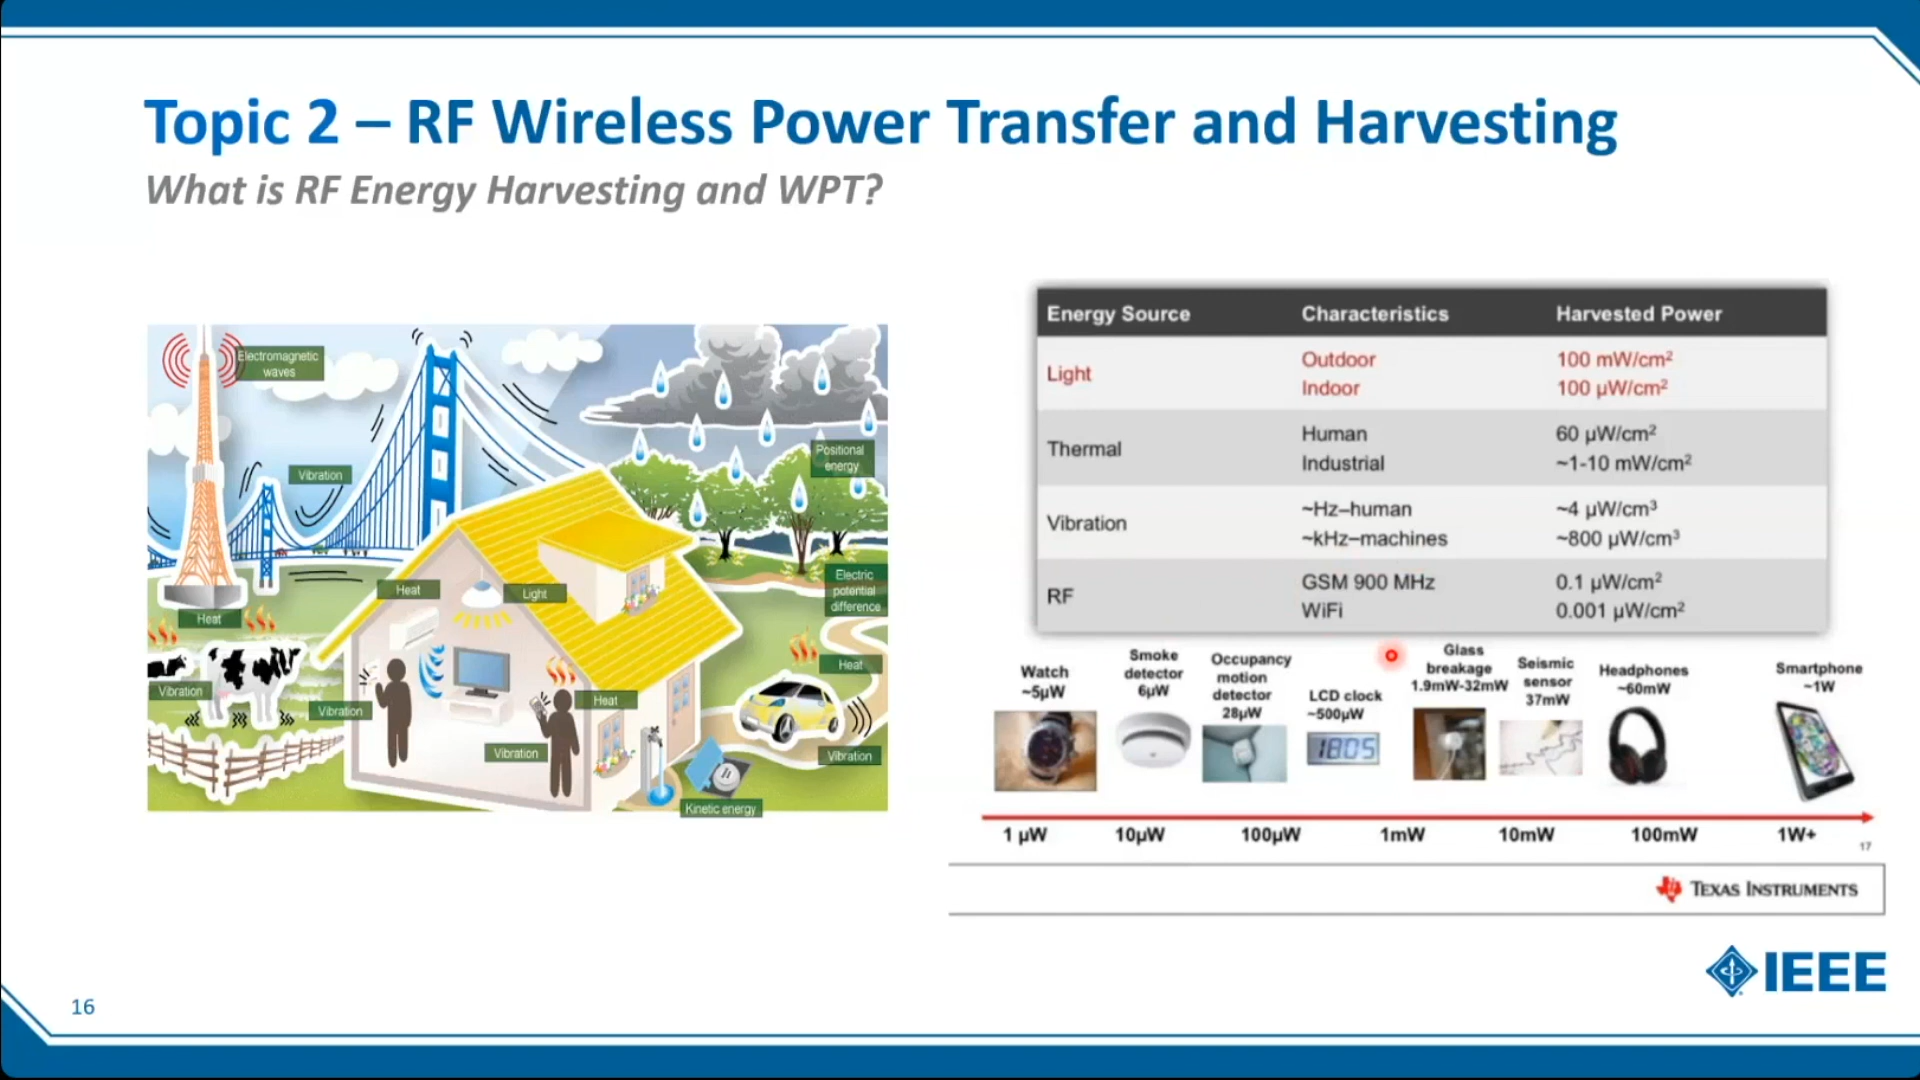 Topic 2 – RF Wireless Power Transfer and Harvesting
What is RF Energy Harvesting and WPT?
Electromagnetic
waves
Vibration
Positional
energy
Heat
Light
Electric
potential
difference
Heat
Heat
Vibration
Vibration
Heat
Vibration
Vibration
Kinetic energy
Energy Source Characteristics Harvested Power
Light
Outdoor 100 mW/cm²
Indoor 100 µW/cm²
Thermal
Human 60 µW/cm²
Industrial ~1-10 mW/cm²
Vibration
~Hz–human ~4 µW/cm³
~kHz–machines ~800 µW/cm³
RF
GSM 900 MHz 0.1 µW/cm²
WiFi 0.001 µW/cm²
Watch
~5µW
Smoke
detector
6µW
Occupancy
motion
detector
28µW
LCD clock
~500µW
1805
Glass
breakage
1.9mW-32mW
Seismic
sensor
37mW
Headphones
~60mW
Smartphone
~1W
1 µW 10µW 100µW 1mW 10mW 100mW 1W+
17
TEXAS INSTRUMENTS
IEEE
16